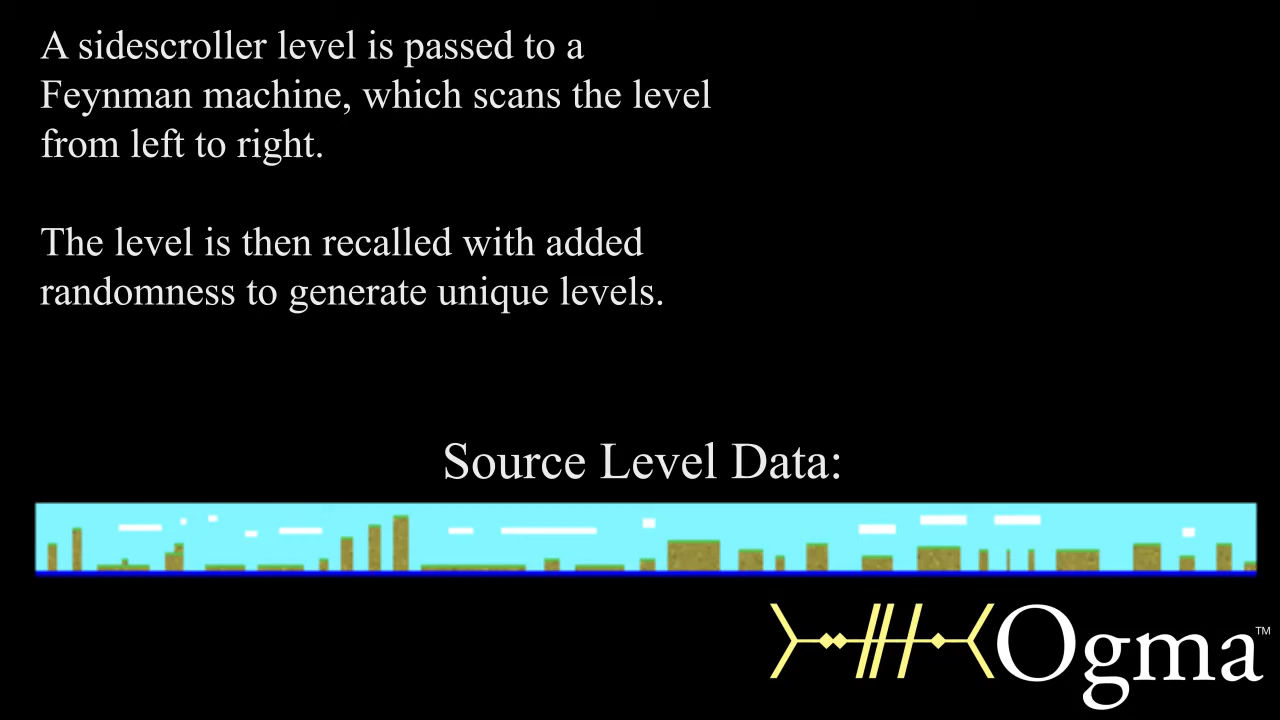 A sidescroller level is passed to a
Feynman machine, which scans the level
from left to right.
The level is then recalled with added
randomness to generate unique levels.
Source Level Data:
Ogma™